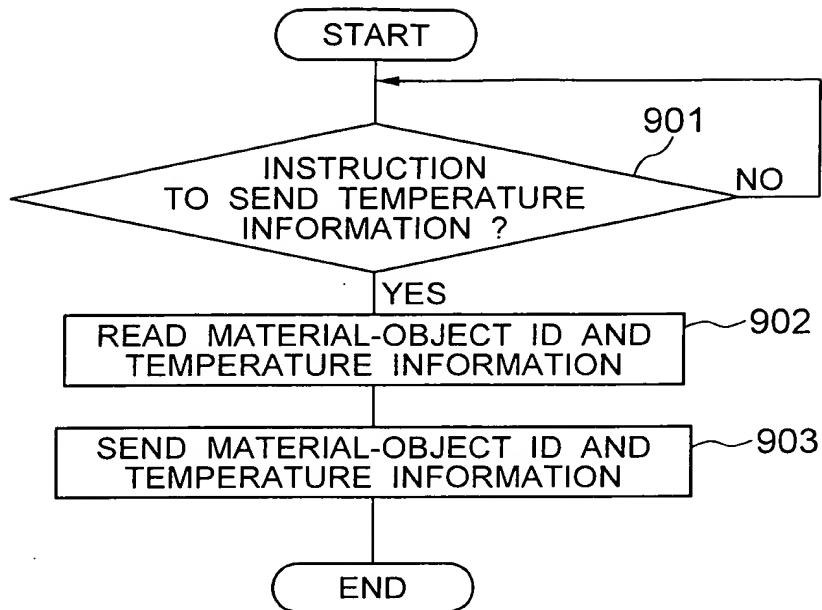 START
901
INSTRUCTION
TO SEND TEMPERATURE
INFORMATION ?
NO
YES
READ MATERIAL-OBJECT ID AND
TEMPERATURE INFORMATION
902
SEND MATERIAL-OBJECT ID AND
TEMPERATURE INFORMATION
903
END